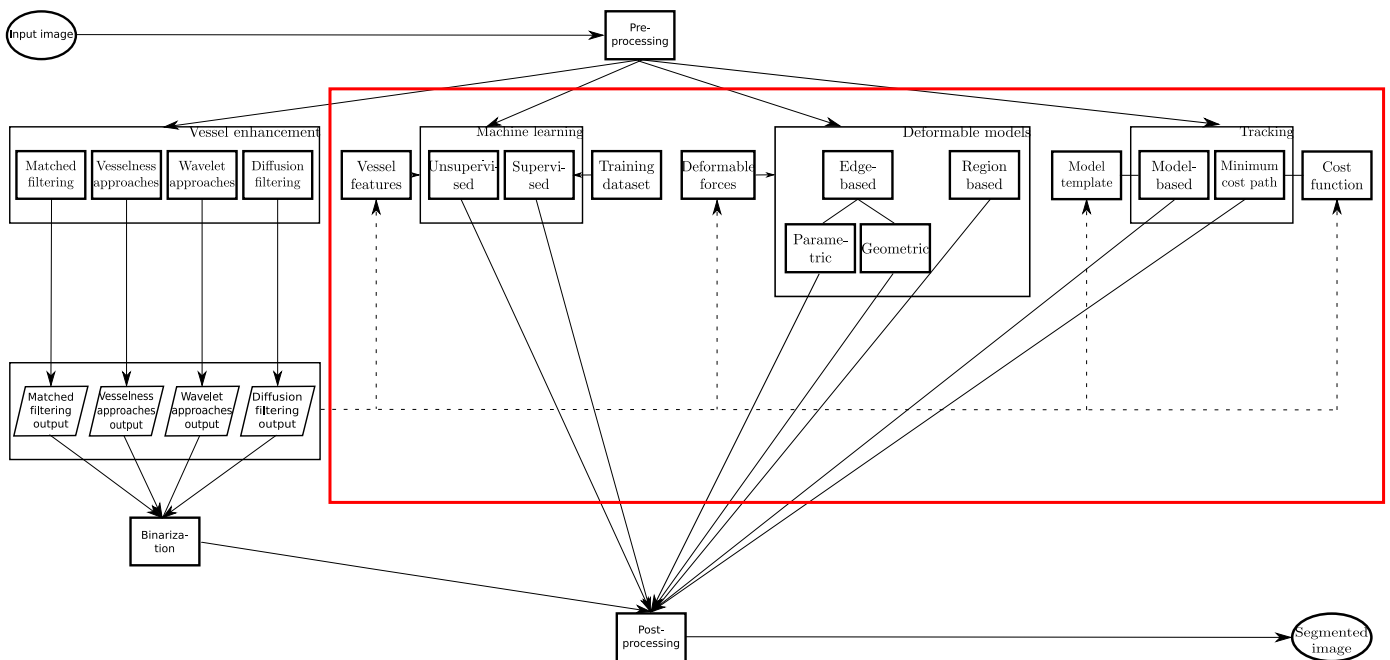 Input image
Pre-
processing
Vessel enhancement
Machine learning
Deformable models
Tracking
Matched
filtering
Vesselness
approaches
Wavelet
approaches
Diffusion
filtering
Vessel
features
Unsupervi-
sed
Supervi-
sed
Training
dataset
Deformable
forces
Edge-
based
Region
based
Model
template
Model-
based
Minimum
cost path
Cost
function
Parame-
tric
Geometric
Matched
filtering
output
Vesselness
approaches
output
Wavelet
approaches
output
Diffusion
filtering
output
Binariza-
tion
Post-
processing
Segmented
image